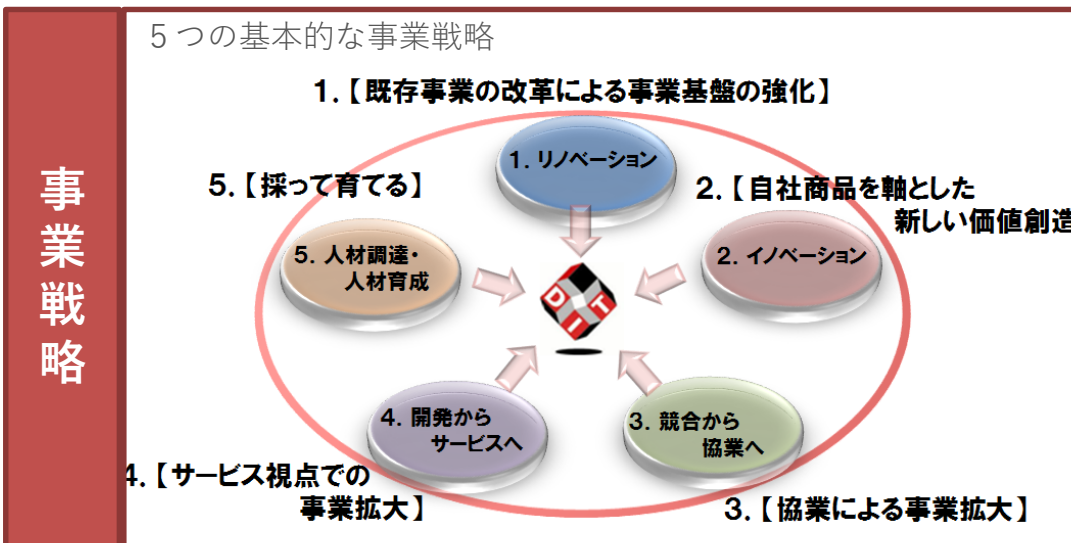 事業戦略
5つの基本的な事業戦略
1.【既存事業の改革による事業基盤の強化】
1. リノベーション
5.【採って育てる】
2.【自社商品を軸とした
新しい価値創造
5. 人材調達・
人材育成
2. イノベーション
DIT
4. 開発から
サービスへ
3. 競合から
協業へ
4.【サービス視点での
事業拡大】
3.【協業による事業拡大】